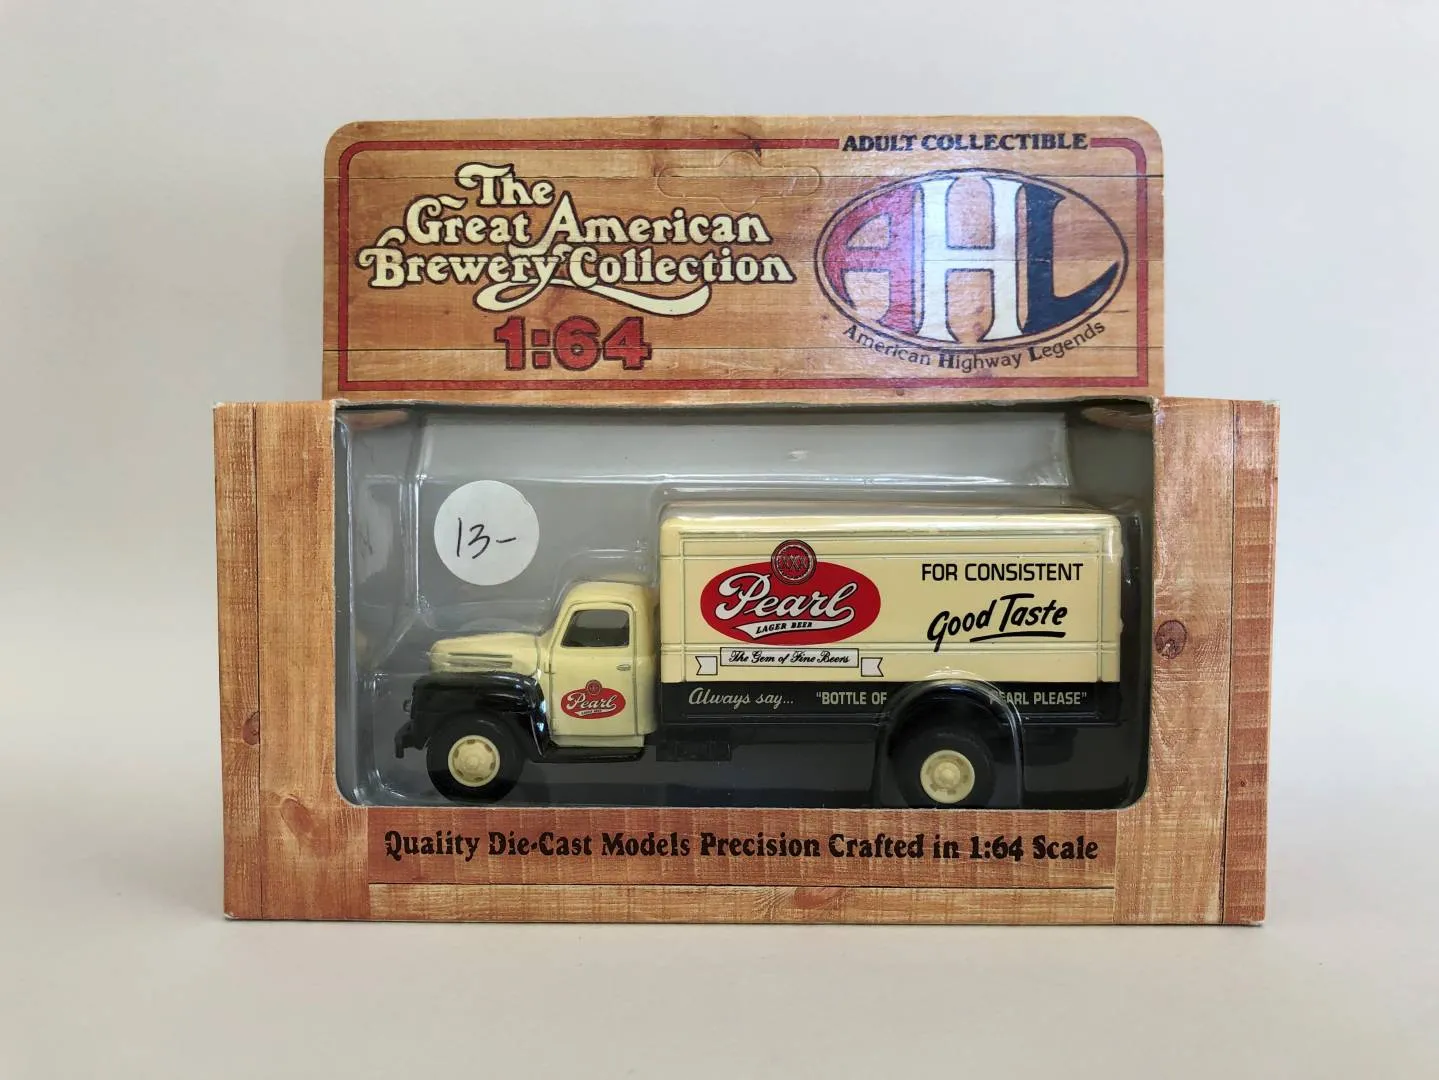 ADULT COLLECTIBLE
The
Great American
Brewery Collection
1:64
AHL
American Highway Legends
13-
XXX
Pearl
LAGER BEER
The Gem of Fine Beers
FOR CONSISTENT
Good Taste
Always say... "BOTTLE OF PEARL PLEASE"
Pearl
LAGER BEER
Quality Die-Cast Models Precision Crafted in 1:64 Scale